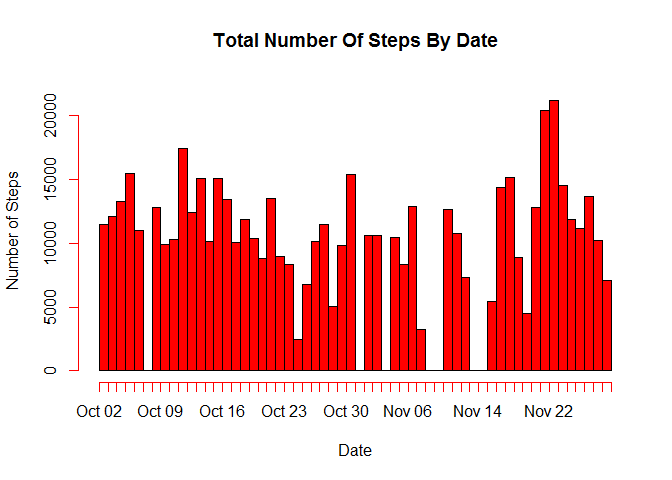 Total Number Of Steps By Date
Number of Steps
20000
15000
10000
5000
0
Oct 02 Oct 09 Oct 16 Oct 23 Oct 30 Nov 06 Nov 14 Nov 22
Date